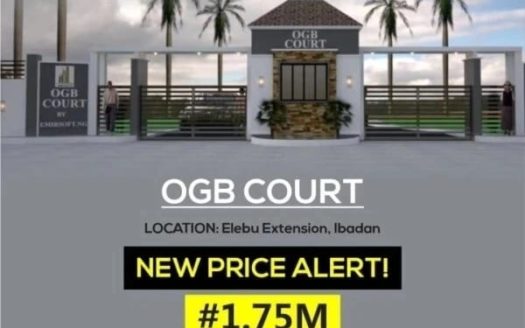 OGB
COURT
OGB
COURT
BY
OGB COURT
LOCATION: Elebu Extension, Ibadan
NEW PRICE ALERT!
#1.75M